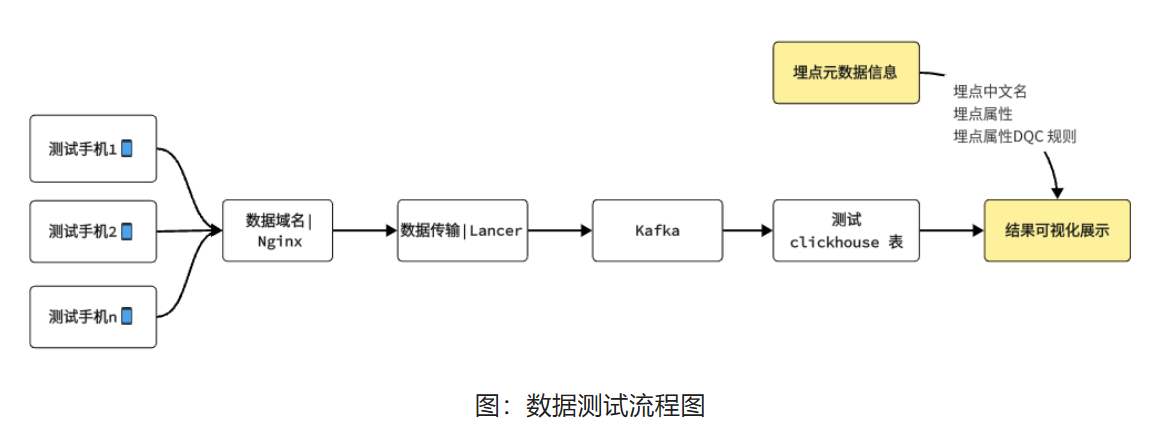 埋点元数据信息
埋点中文名
埋点属性
埋点属性DQC 规则
测试手机1
测试手机2
测试手机n
数据域名|
Nginx
数据传输|Lancer
Kafka
测试
clickhouse 表
结果可视化展示
图：数据测试流程图